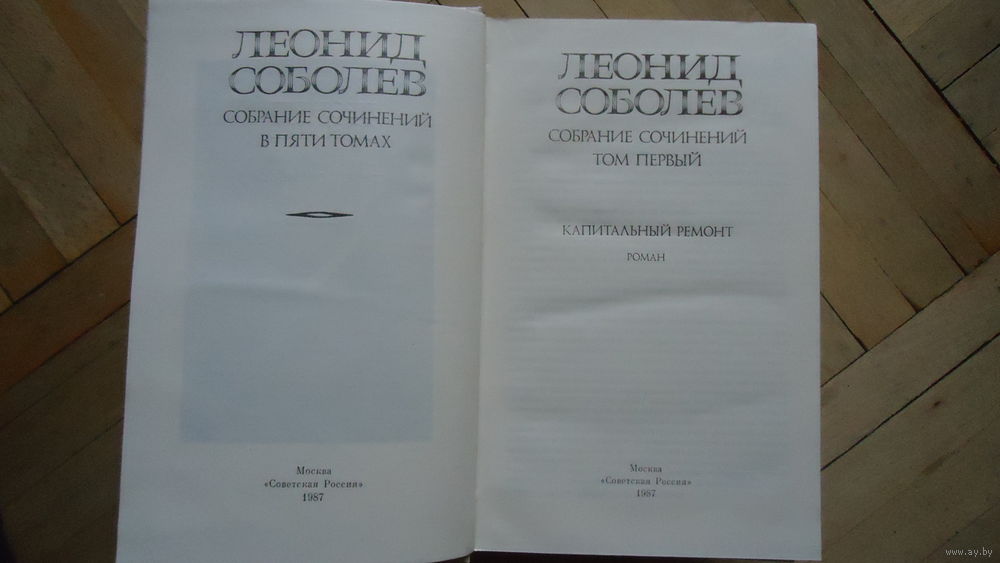 ЛЕОНИД
СОБОЛЕВ
СОБРАНИЕ СОЧИНЕНИЙ
В ПЯТИ ТОМАХ
Москва
«Советская Россия»
1987
ЛЕОНИД
СОБОЛЕВ
СОБРАНИЕ СОЧИНЕНИЙ
ТОМ ПЕРВЫЙ
КАПИТАЛЬНЫЙ РЕМОНТ
РОМАН
Москва
«Советская Россия»
1987
www.ay.by